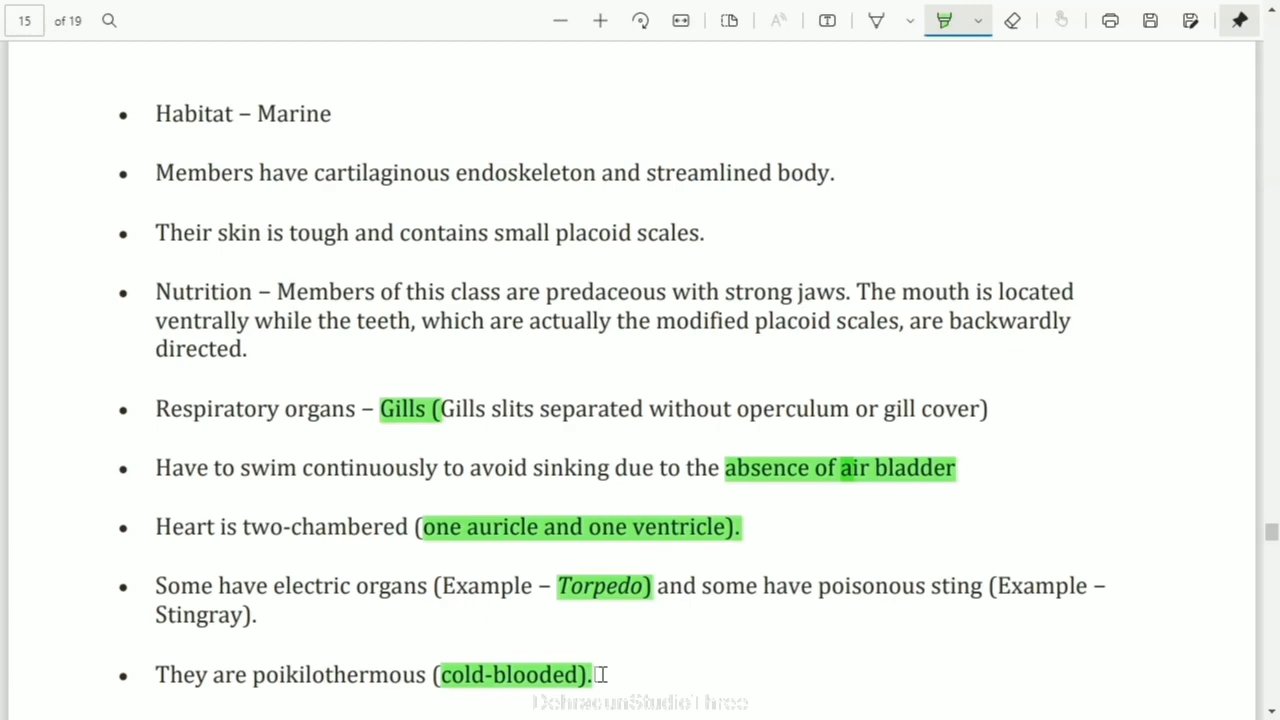 15 of 19
Habitat – Marine
Members have cartilaginous endoskeleton and streamlined body.
Their skin is tough and contains small placoid scales.
Nutrition – Members of this class are predaceous with strong jaws. The mouth is located
ventrally while the teeth, which are actually the modified placoid scales, are backwardly
directed.
Respiratory organs – Gills (Gills slits separated without operculum or gill cover)
Have to swim continuously to avoid sinking due to the absence of air bladder
Heart is two-chambered (one auricle and one ventricle).
Some have electric organs (Example – Torpedo) and some have poisonous sting (Example –
Stingray).
They are poikilothermous (cold-blooded).
DehradunStudioThree